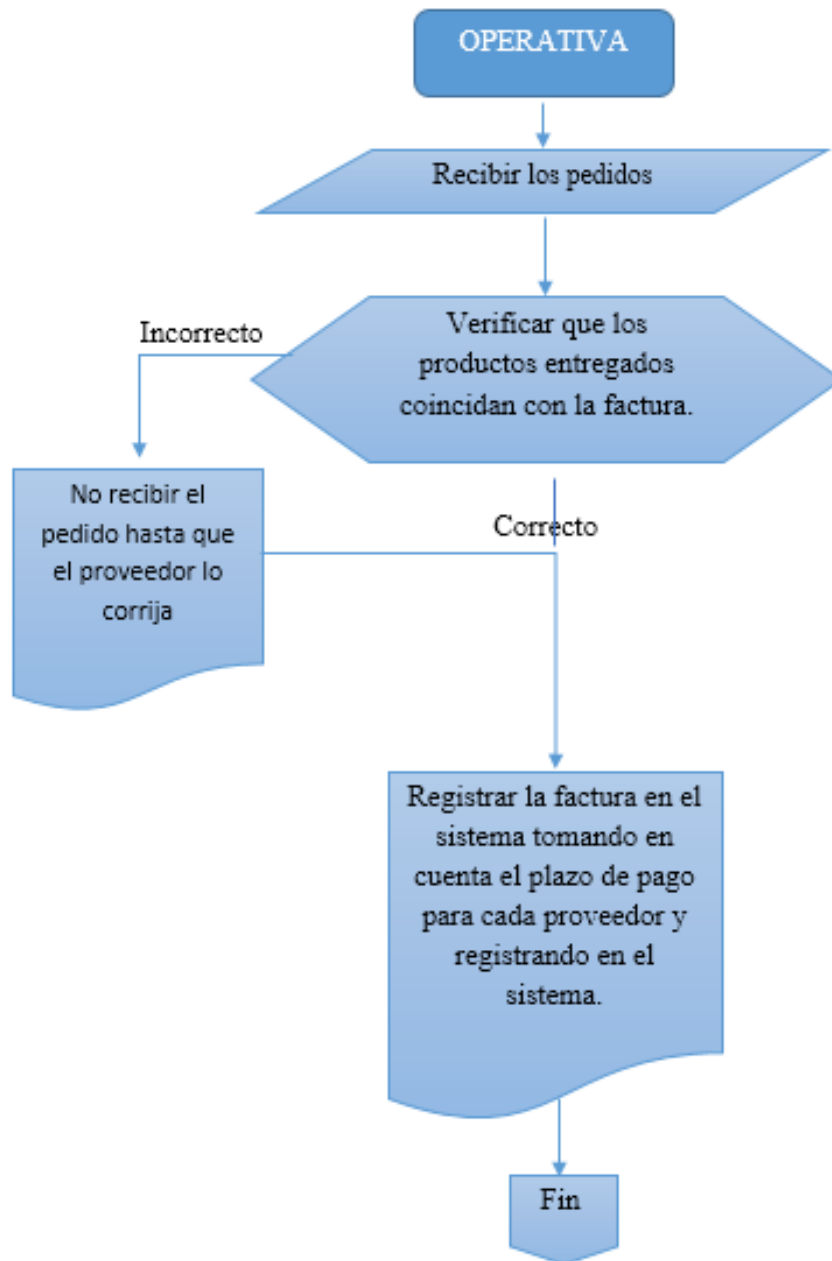 OPERATIVA
Recibir los pedidos
Verificar que los
productos entregados
coincidan con la factura.
Incorrecto
No recibir el
pedido hasta que
el proveedor lo
corrija
Correcto
Registrar la factura en el
sistema tomando en
cuenta el plazo de pago
para cada proveedor y
registrando en el
sistema.
Fin